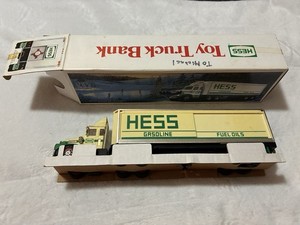 HESS
Toy Truck Bank
To Michael
HESS
HESS
GASOLINE
FUEL OILS